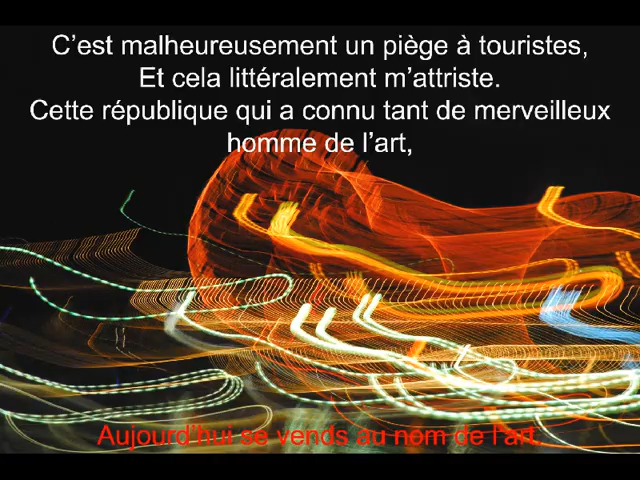 C’est malheureusement un piège à touristes,
Et cela littéralement m’attriste.
Cette république qui a connu tant de merveilleux
homme de l’art,
Aujourd’hui se vends au nom de l’art.